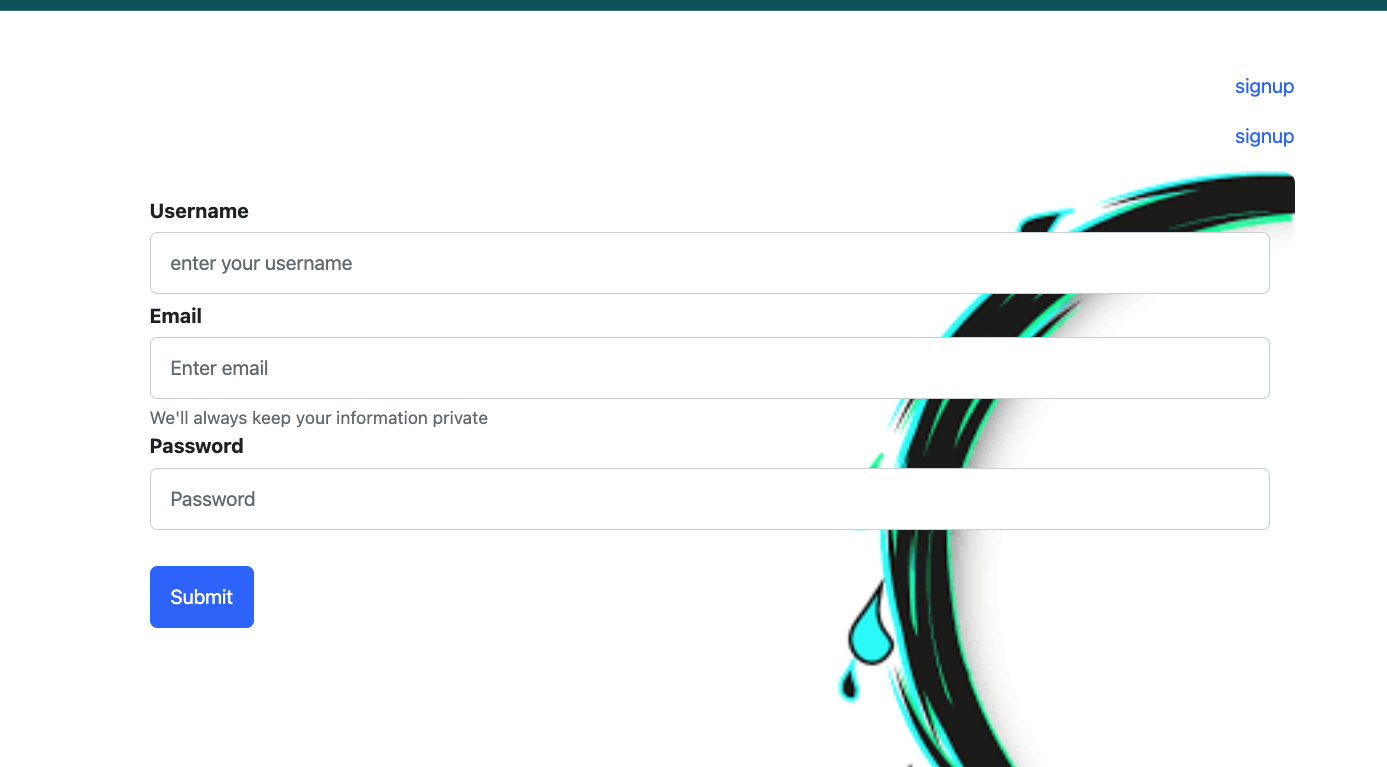 signup
signup
Username
enter your username
Email
Enter email
We'll always keep your information private
Password
Password
Submit